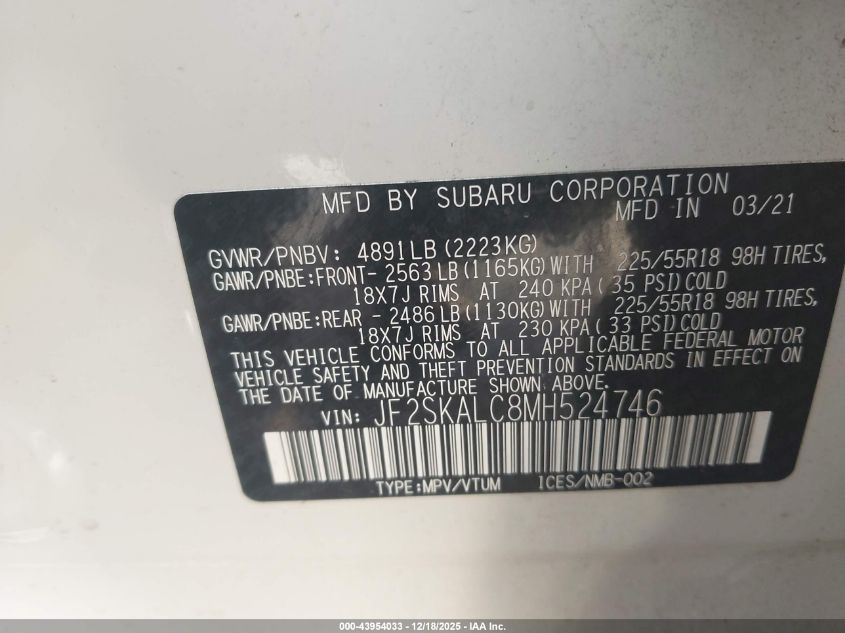 MFD BY SUBARU CORPORATION
MFD IN 03/21
GVWR/PNBV: 4891LB (2223KG)
GAWR/PNBE:FRONT- 2563LB(1165KG)WITH 225/55R18 98H TIRES,
18X7J RIMS AT 240 KPA( 35 PSI)COLD
GAWR/PNBE:REAR - 2486LB(1130KG)WITH 225/55R18 98H TIRES,
18X7J RIMS AT 230 KPA( 33 PSI)COLD
THIS VEHICLE CONFORMS TO ALL APPLICABLE FEDERAL MOTOR
VEHICLE SAFETY AND THEFT PREVENTION STANDARDS IN EFFECT ON
THE DATE OF MANUFACTURE SHOWN ABOVE.
VIN: JF2SKALC8MH524746
TYPE:MPV/VTUM ICES/NMB-002
000-43954033 - 12/18/2025 - IAA Inc.